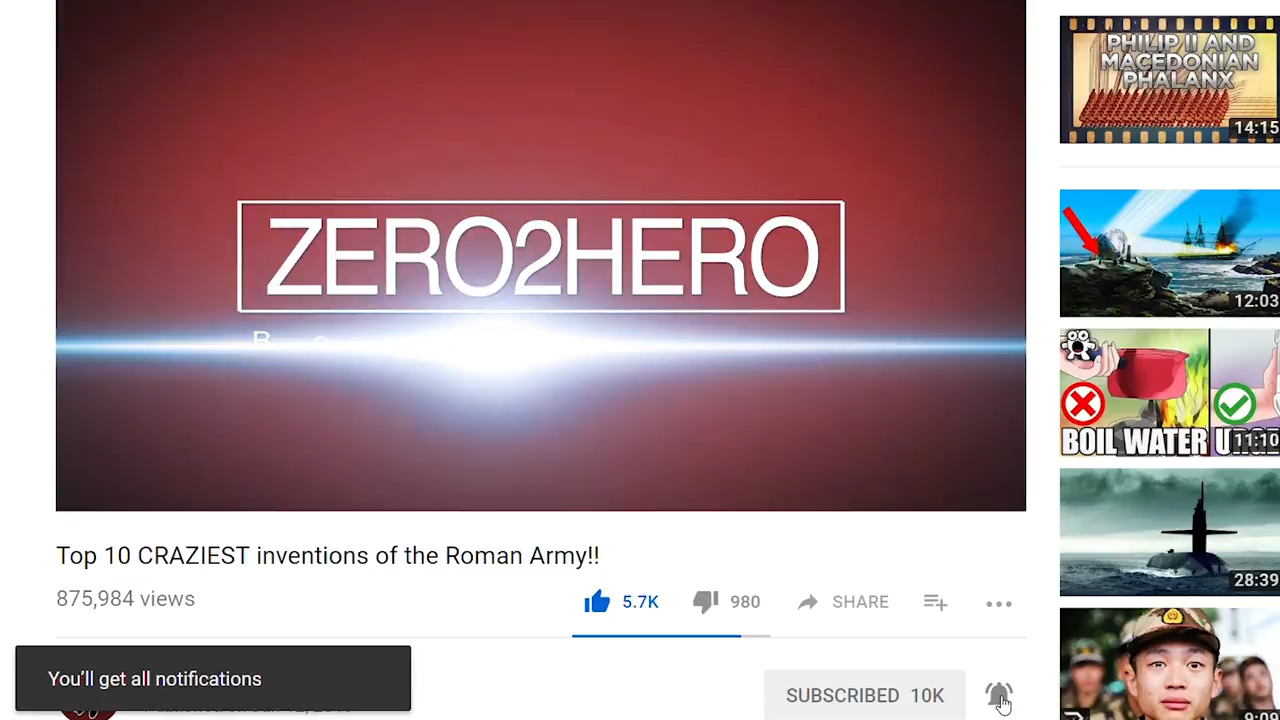 ZERO2HERO
Top 10 CRAZIEST inventions of the Roman Army!!
875,984 views
5.7K
980
SHARE
You'll get all notifications
SUBSCRIBED 10K
PHILIP II AND
MACEDONIAN
PHALANX
14:15
12:03
BOIL WATER
11:10
28:39
9:09